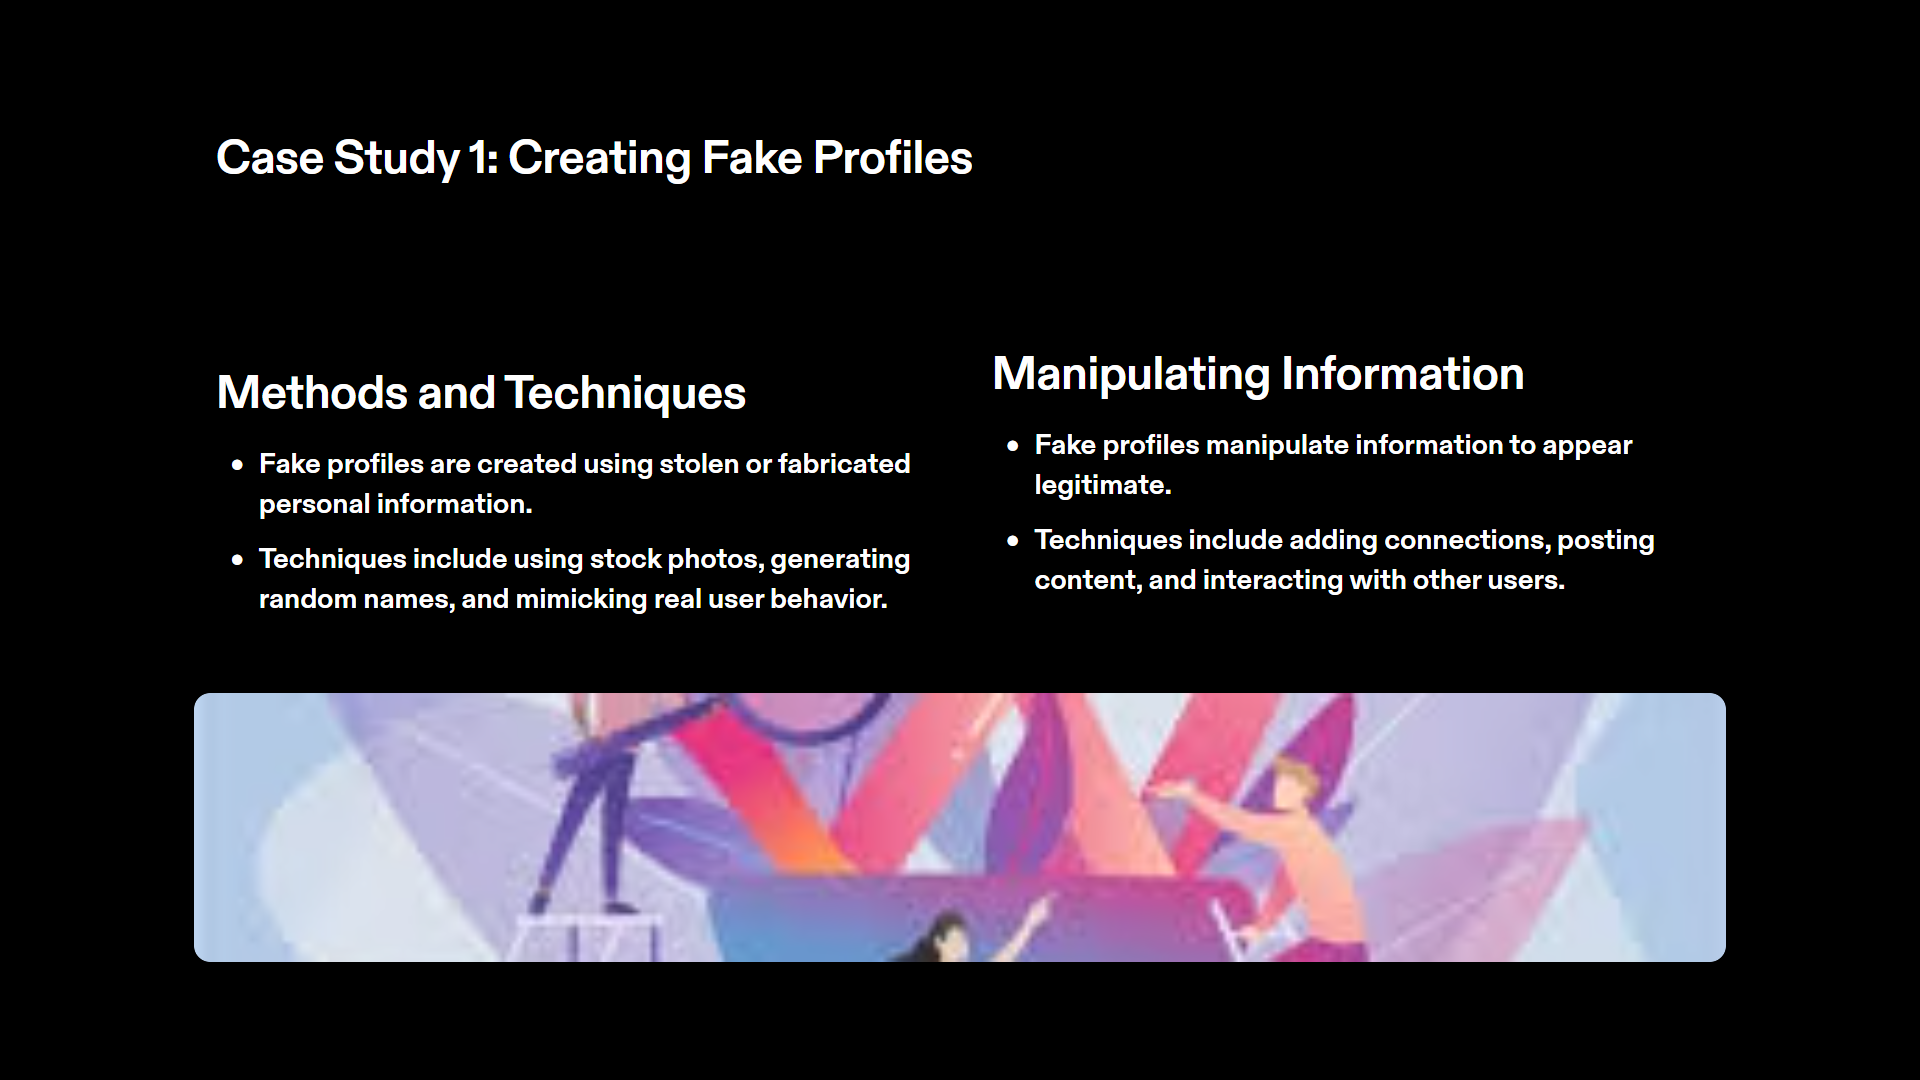 Case Study 1: Creating Fake Profiles
Methods and Techniques
• Fake profiles are created using stolen or fabricated
personal information.
• Techniques include using stock photos, generating
random names, and mimicking real user behavior.
Manipulating Information
• Fake profiles manipulate information to appear
legitimate.
• Techniques include adding connections, posting
content, and interacting with other users.